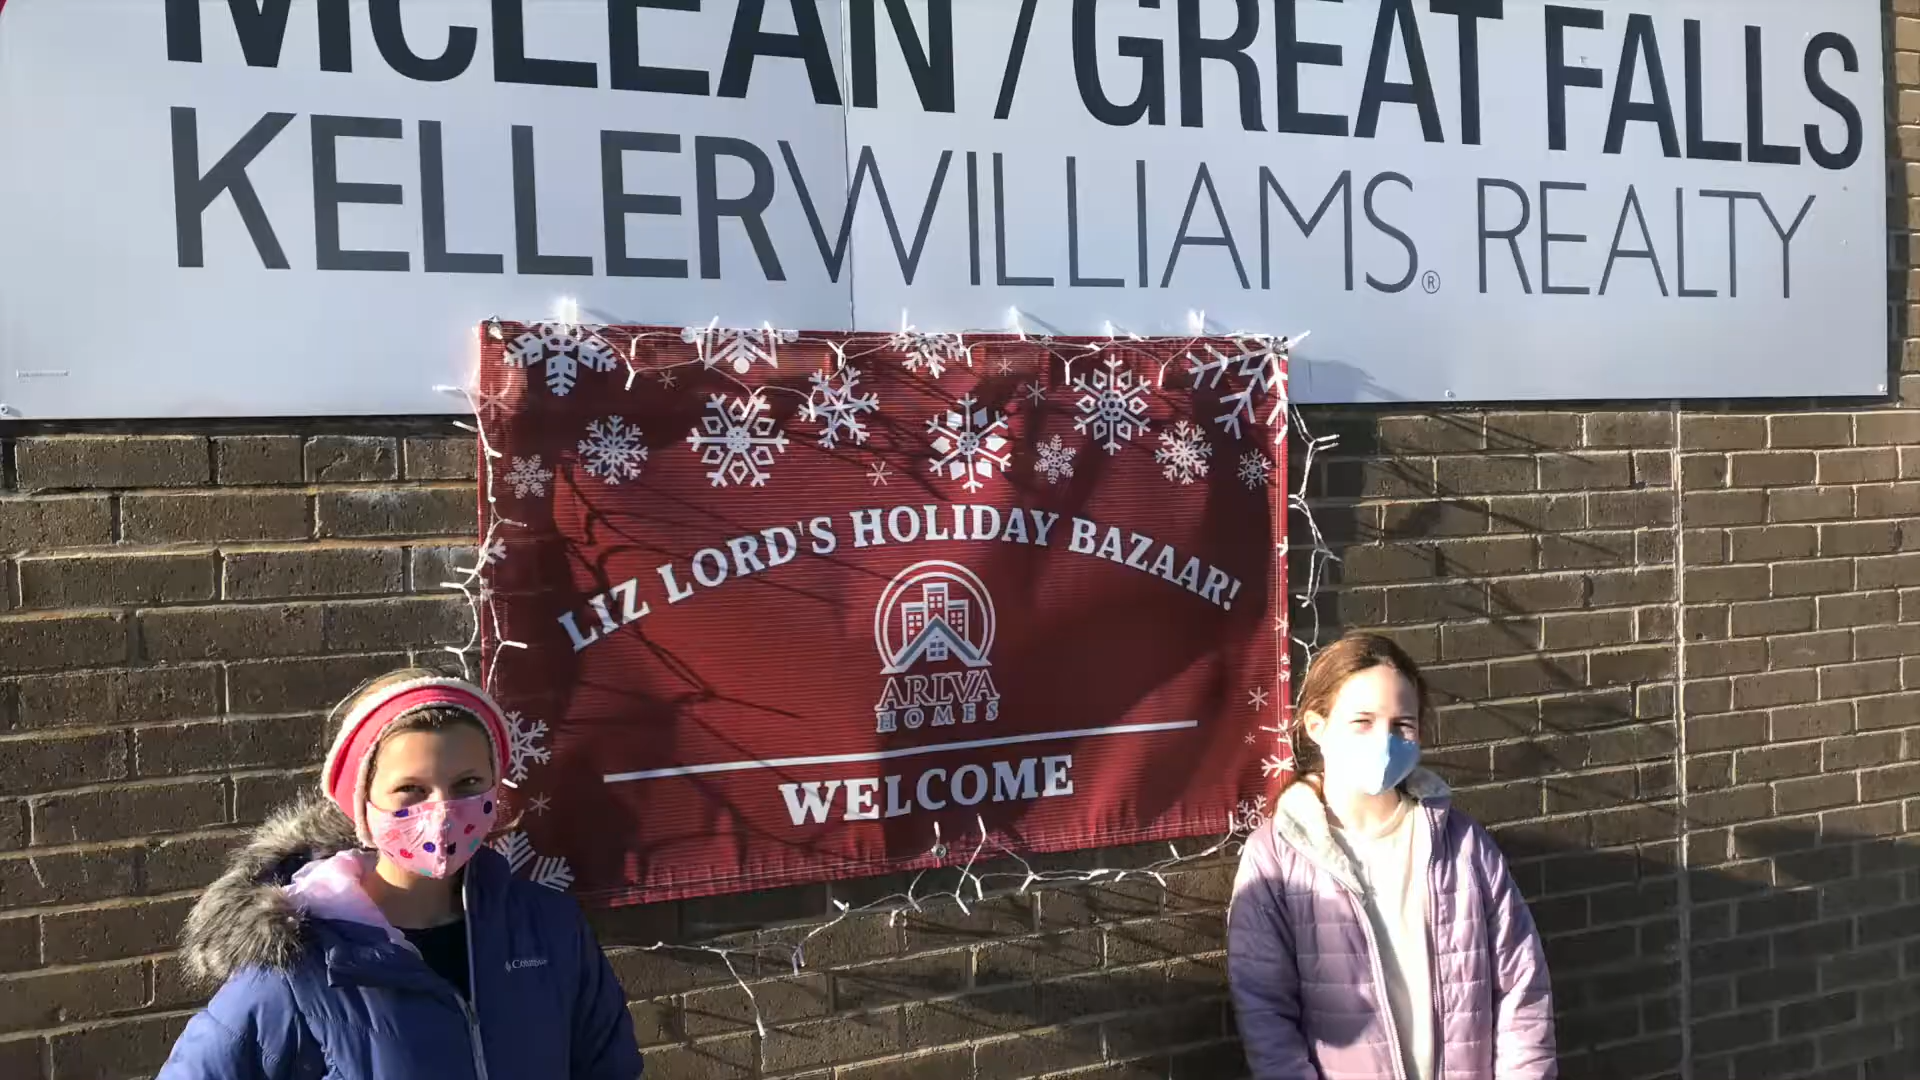 MCLEAN/GREAT FALLS
KELLERWILLIAMS® REALTY
LIZ LORD'S HOLIDAY BAZAAR!
ARLVA
HOMES
WELCOME
Columbia